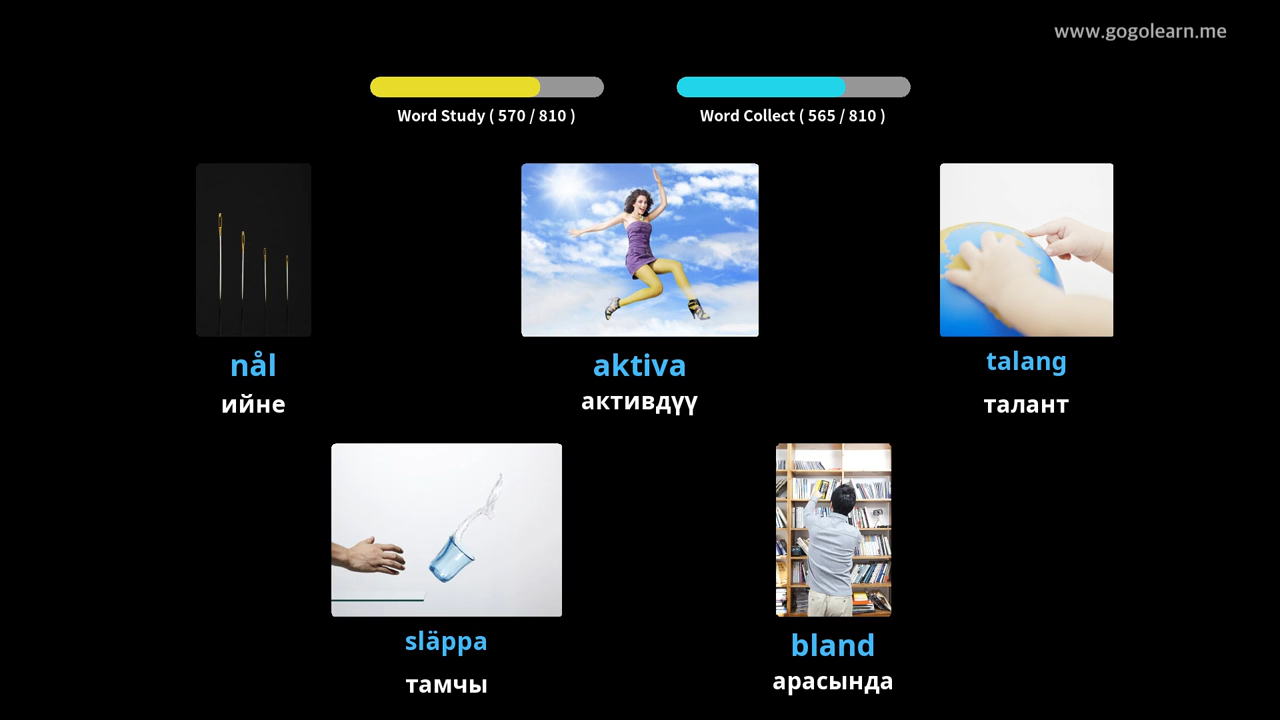 www.gogolearn.me
Word Study ( 570 / 810 )
Word Collect ( 565 / 810 )
nål
ийне
aktiva
активдүү
talang
талант
släppa
тамчы
bland
арасында